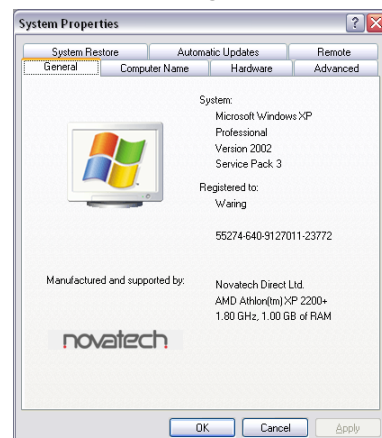 System Properties
System Restore Automatic Updates Remote
General Computer Name Hardware Advanced
System:
Microsoft Windows XP
Professional
Version 2002
Service Pack 3
Registered to:
Waring
55274-640-9127011-23772
Manufactured and supported by:
Novatech Direct Ltd.
AMD Athlon(tm) XP 2200+
1.80 GHz, 1.00 GB of RAM
novatech
OK Cancel Apply